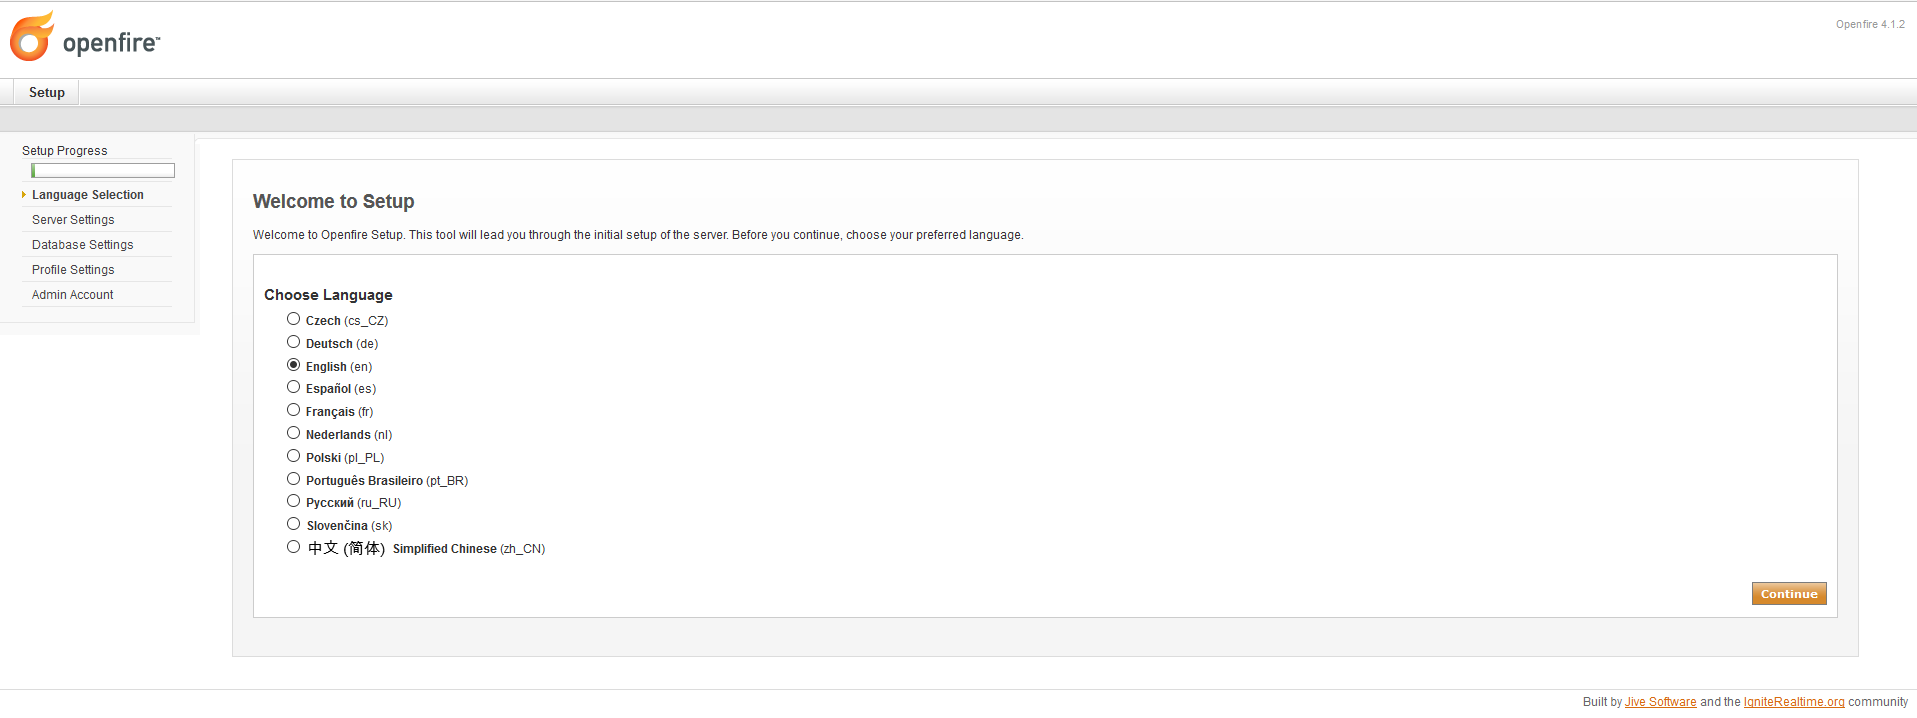 openfire™
Openfire 4.1.2
Setup
Setup Progress
Language Selection
Server Settings
Database Settings
Profile Settings
Admin Account
Welcome to Setup
Welcome to Openfire Setup. This tool will lead you through the initial setup of the server. Before you continue, choose your preferred language.
Choose Language
Czech (cs_CZ)
Deutsch (de)
English (en)
Español (es)
Français (fr)
Nederlands (nl)
Polski (pl_PL)
Português Brasileiro (pt_BR)
Русский (ru_RU)
Slovenčina (sk)
中文 (简体) Simplified Chinese (zh_CN)
Continue
Built by Jive Software and the IgniteRealtime.org community